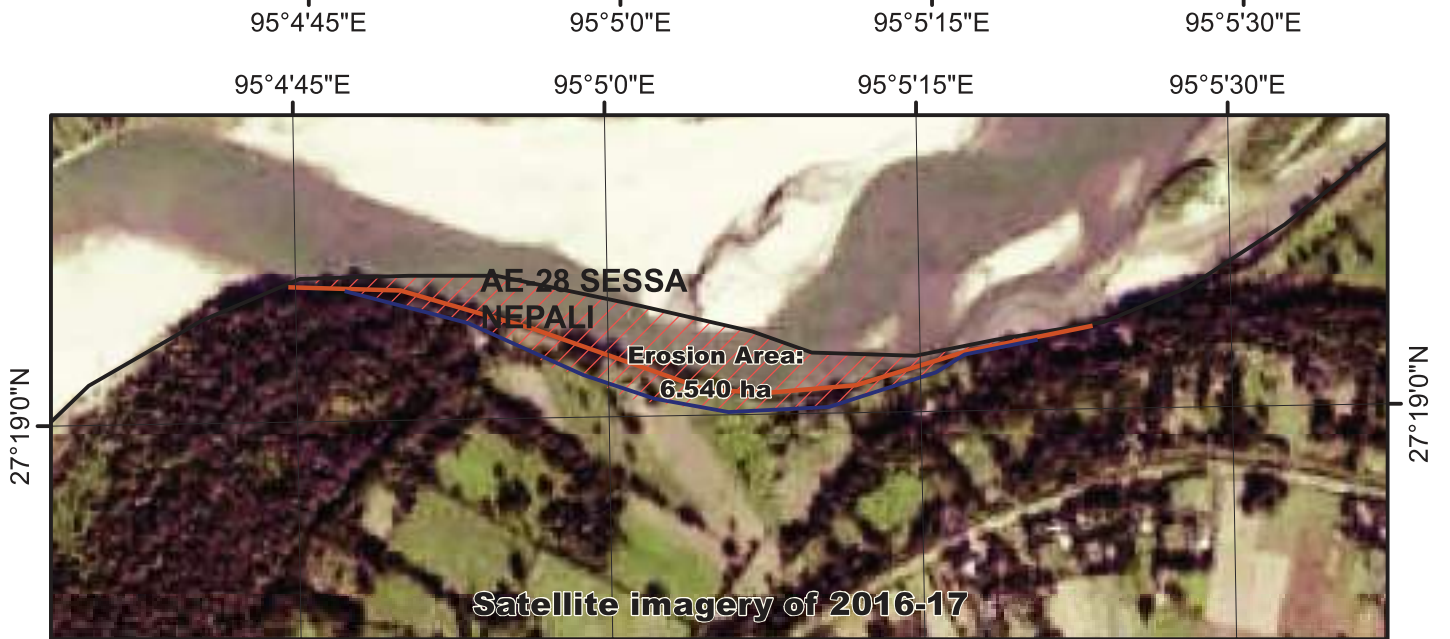 95°4'45"E 95°5'0"E 95°5'15"E 95°5'30"E
95°4'45"E 95°5'0"E 95°5'15"E 95°5'30"E
AE-28 SESSA
NEPALI
Erosion Area:
6.540 ha
27°19'0"N
27°19'0"N
Satellite imagery of 2016-17